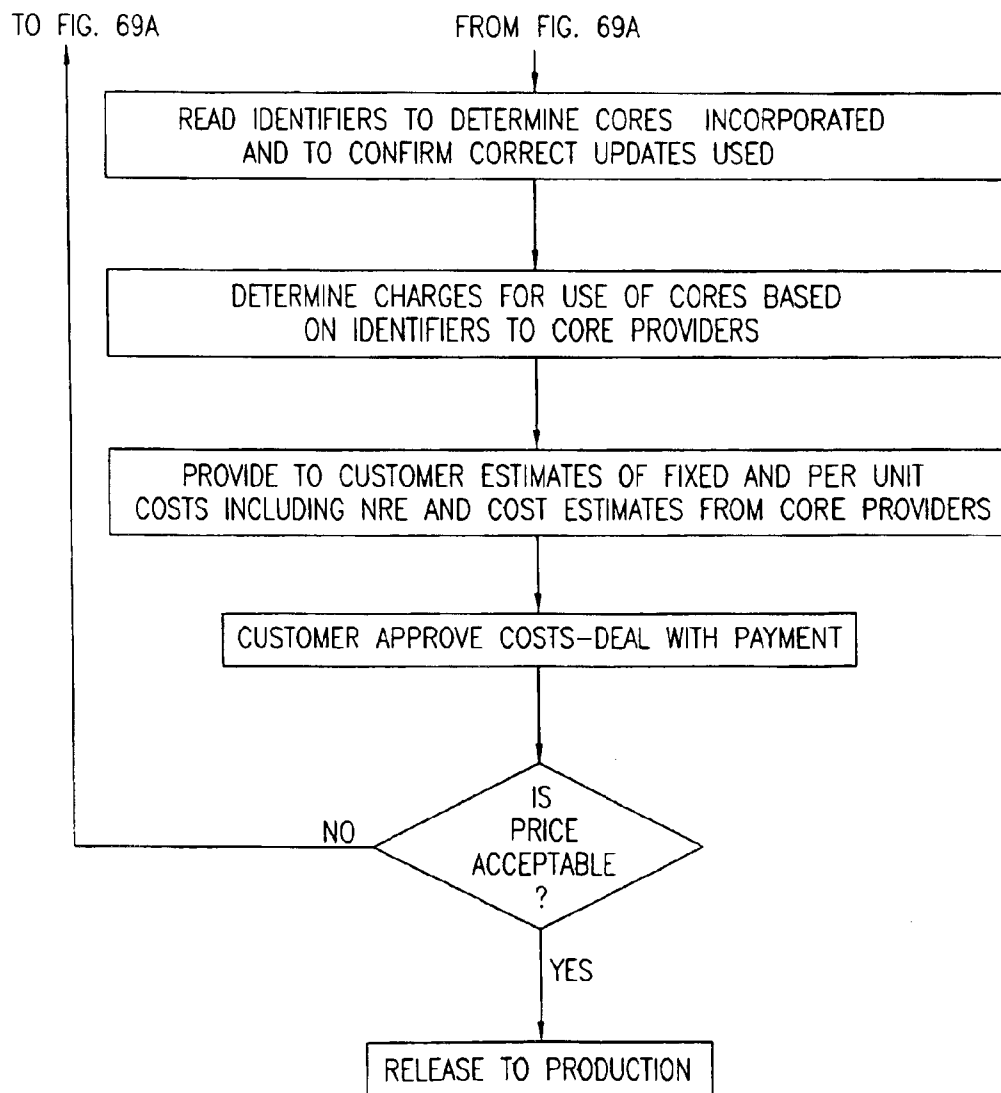 TO FIG. 69A
FROM FIG. 69A
READ IDENTIFIERS TO DETERMINE CORES INCORPORATED
AND TO CONFIRM CORRECT UPDATES USED
DETERMINE CHARGES FOR USE OF CORES BASED
ON IDENTIFIERS TO CORE PROVIDERS
PROVIDE TO CUSTOMER ESTIMATES OF FIXED AND PER UNIT
COSTS INCLUDING NRE AND COST ESTIMATES FROM CORE PROVIDERS
CUSTOMER APPROVE COSTS-DEAL WITH PAYMENT
IS
PRICE
ACCEPTABLE
?
NO
YES
RELEASE TO PRODUCTION